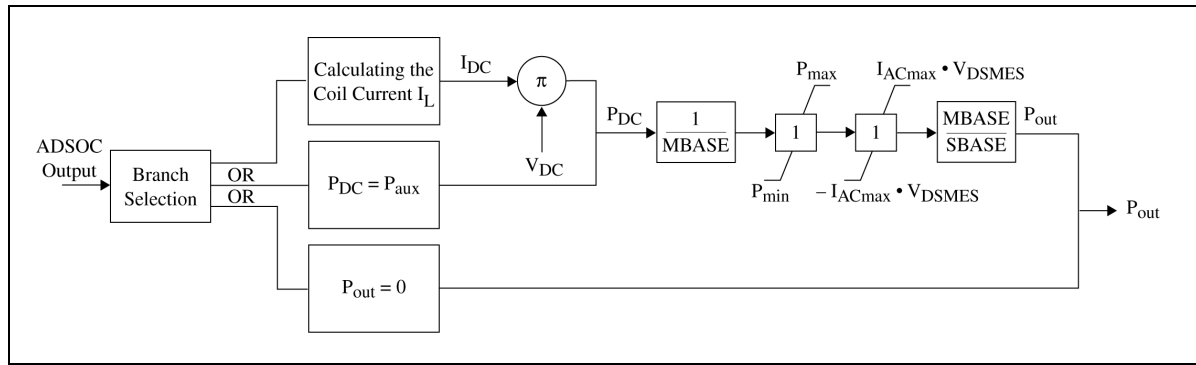 ADSOC
Output
Branch
Selection
OR
OR
Calculating the
Coil Current I_L
I_DC
π
V_DC
P_DC = P_aux
P_out = 0
P_DC
1
MBASE
P_max
1
P_min
I_ACmax • V_DSMES
1
– I_ACmax • V_DSMES
MBASE
SBASE
P_out
P_out